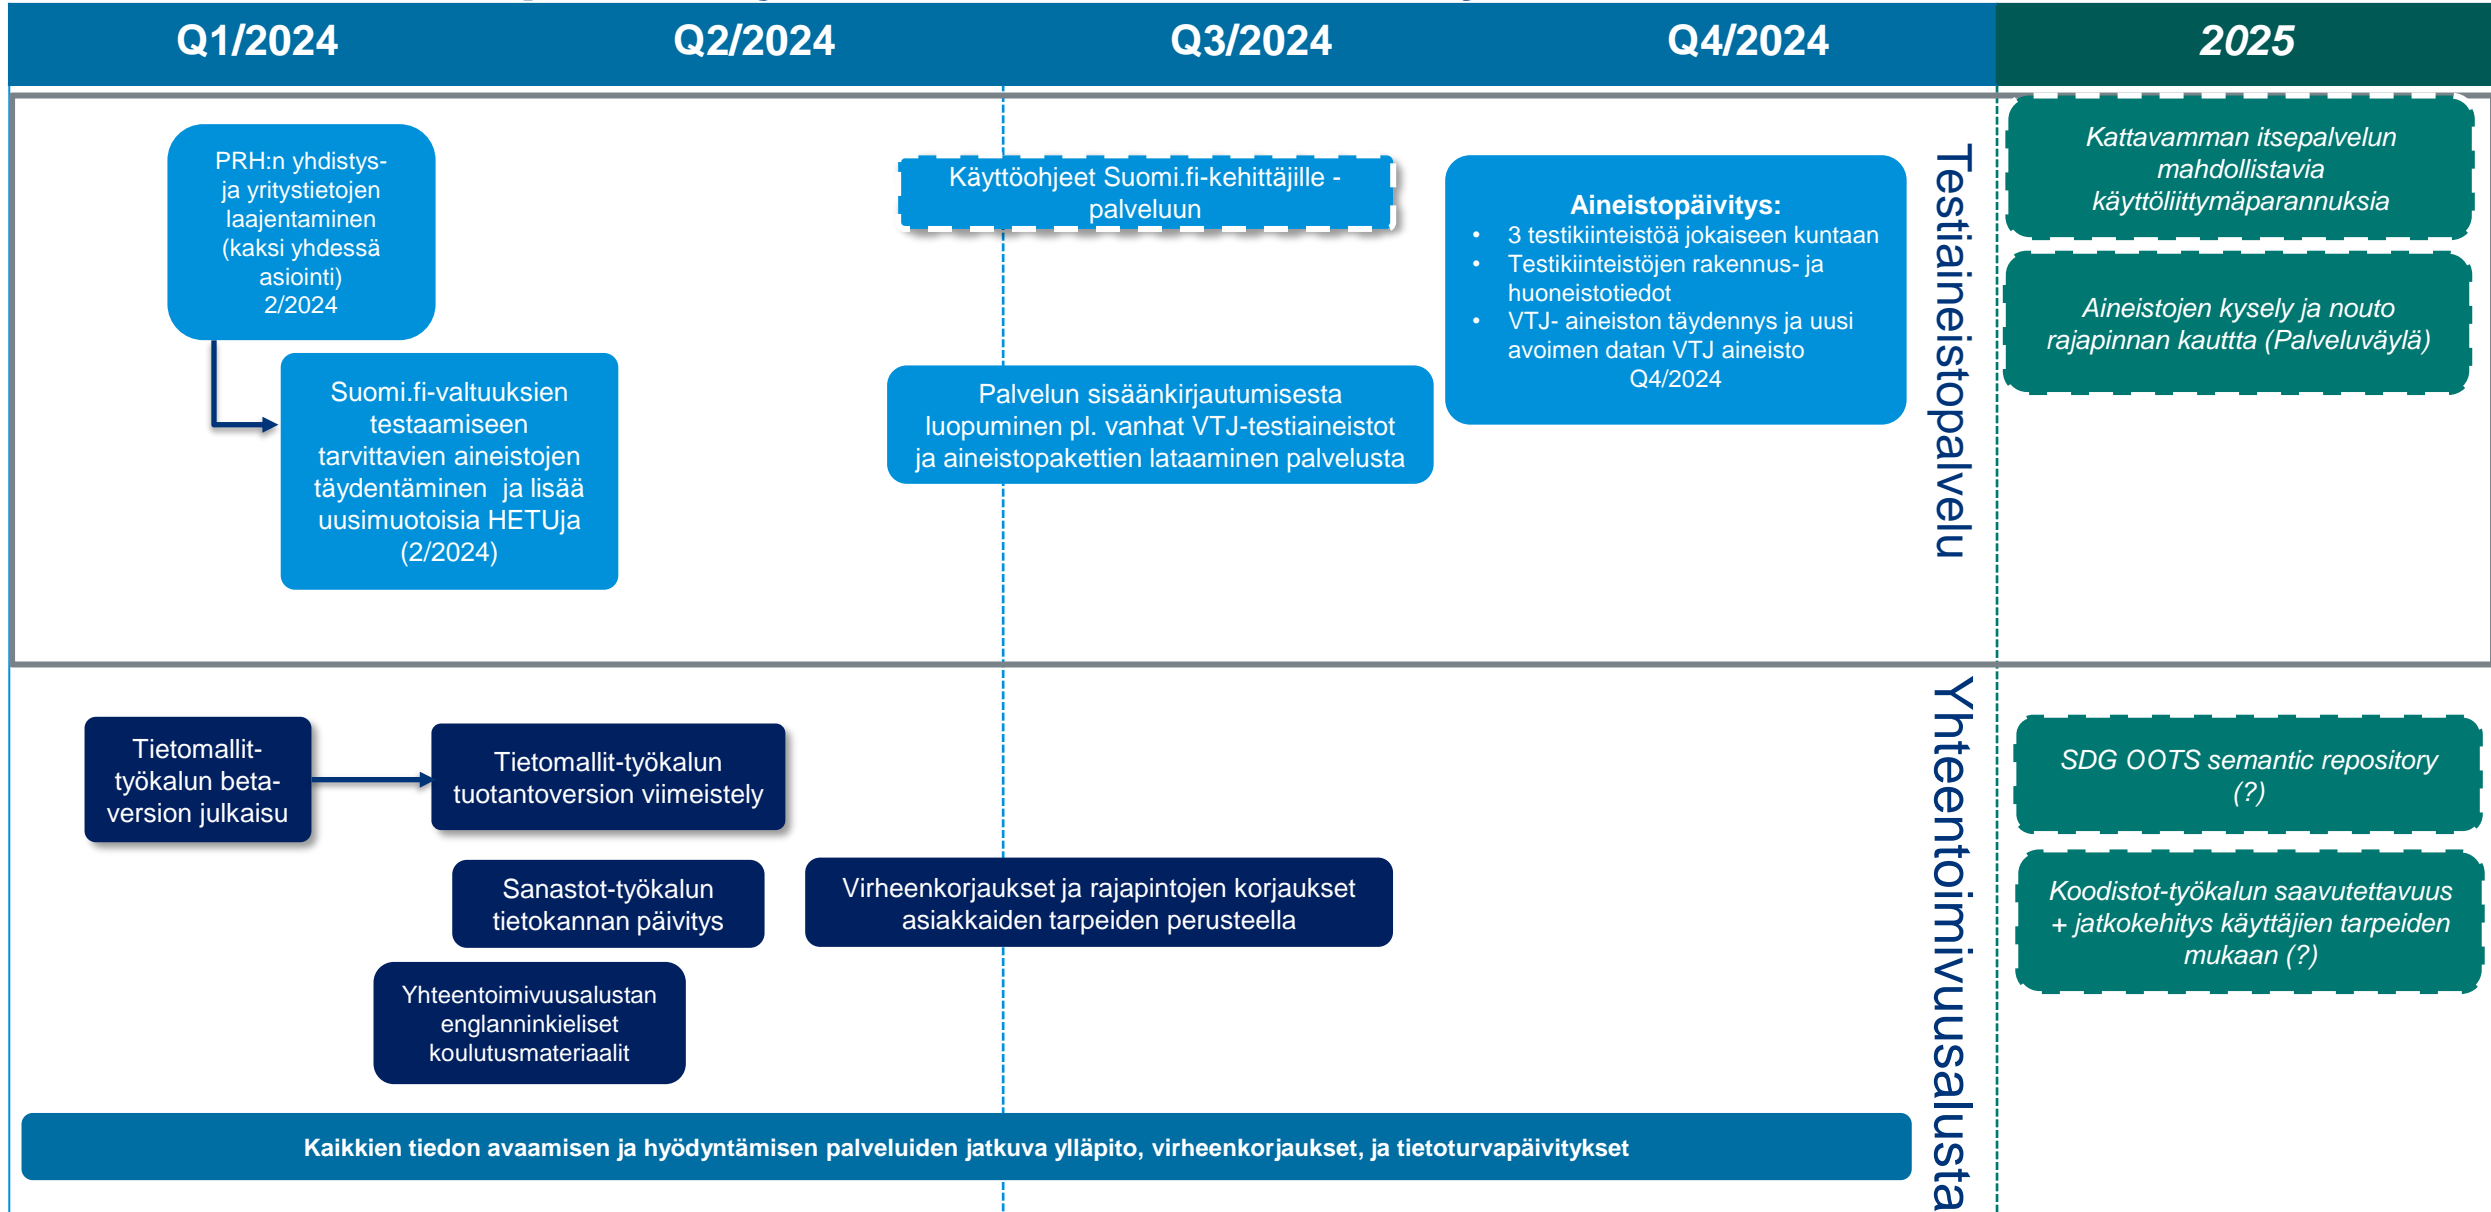 Q1/2024
Q2/2024
Q3/2024
Q4/2024
2025
PRH:n yhdistys-
ja yritystietojen
laajentaminen
(kaksi yhdessä
asiointi)
2/2024
Suomi.fi-valtuuksien
testaamiseen
tarvittavien aineistojen
täydentäminen ja lisää
uusimuotoisia HETUja
(2/2024)
Käyttöohjeet Suomi.fi-kehittäjille -
palveluun
Palvelun sisäänkirjautumisesta
luopuminen pl. vanhat VTJ-testiaineistot
ja aineistopakettien lataaminen palvelusta
Aineistopäivitys:
• 3 testikiinteistöä jokaiseen kuntaan
• Testikiinteistöjen rakennus- ja
huoneistotiedot
• VTJ- aineiston täydennys ja uusi
avoimen datan VTJ aineisto
Q4/2024
Testiaineistopalvelu
Kattavamman itsepalvelun
mahdollistavia
käyttöliittymäparannuksia
Aineistojen kysely ja nouto
rajapinnan kauttta (Palveluväylä)
Tietomallit-
työkalun beta-
version julkaisu
Tietomallit-työkalun
tuotantoversion viimeistely
Sanastot-työkalun
tietokannan päivitys
Yhteentoimivuusalustan
englanninkieliset
koulutusmateriaalit
Virheenkorjaukset ja rajapintojen korjaukset
asiakkaiden tarpeiden perusteella
Yhteentoimivuusalusta
SDG OOTS semantic repository
(?)
Koodistot-työkalun saavutettavuus
+ jatkokehitys käyttäjien tarpeiden
mukaan (?)
Kaikkien tiedon avaamisen ja hyödyntämisen palveluiden jatkuva ylläpito, virheenkorjaukset, ja tietoturvapäivitykset